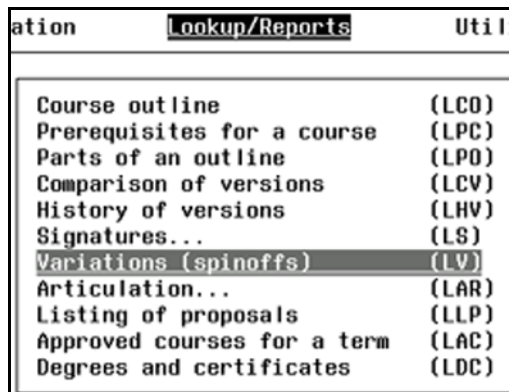 ation Lookup/Reports Util
Course outline (LCO)
Prerequisites for a course (LPC)
Parts of an outline (LPO)
Comparison of versions (LCV)
History of versions (LHV)
Signatures... (LS)
Variations (spinoffs) (LV)
Articulation... (LAR)
Listing of proposals (LLP)
Approved courses for a term (LAC)
Degrees and certificates (LDC)